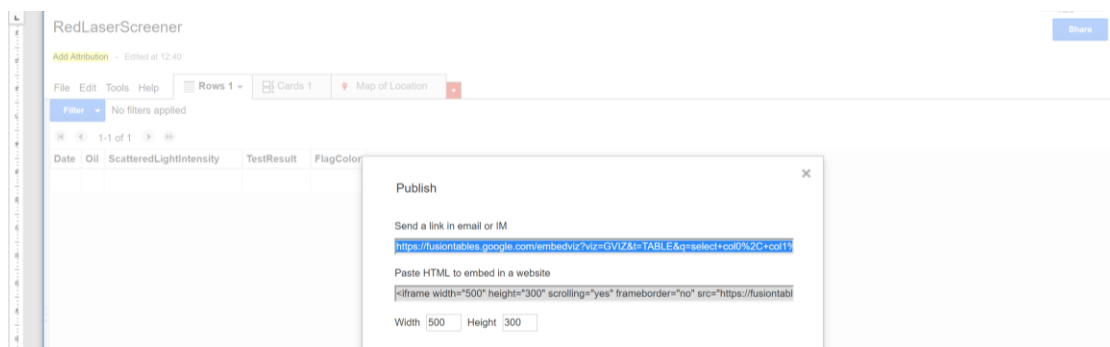 RedLaserScreener
Share
Add Attribution - Edited at 12:40
File Edit Tools Help Rows 1 Cards 1 Map of Location +
Filter No filters applied
1-1 of 1
Date Oil ScatteredLightIntensity TestResult FlagColor
Publish
Send a link in email or IM
https://fusiontables.google.com/embedviz?viz=GVIZ&t=TABLE&q=select+col0%2C+col1%
Paste HTML to embed in a website
<iframe width="500" height="300" scrolling="yes" frameborder="no" src="https://fusiontabl
Width 500 Height 300